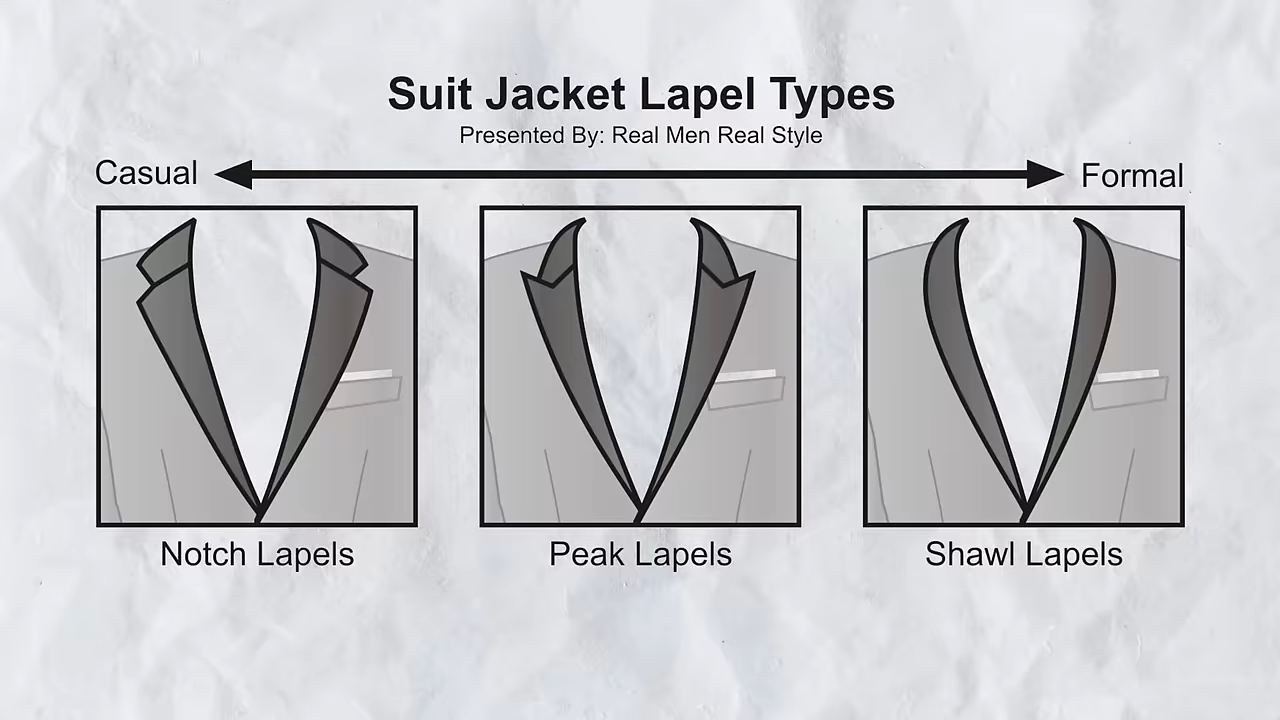 Suit Jacket Lapel Types
Presented By: Real Men Real Style
Casual
Formal
Notch Lapels
Peak Lapels
Shawl Lapels